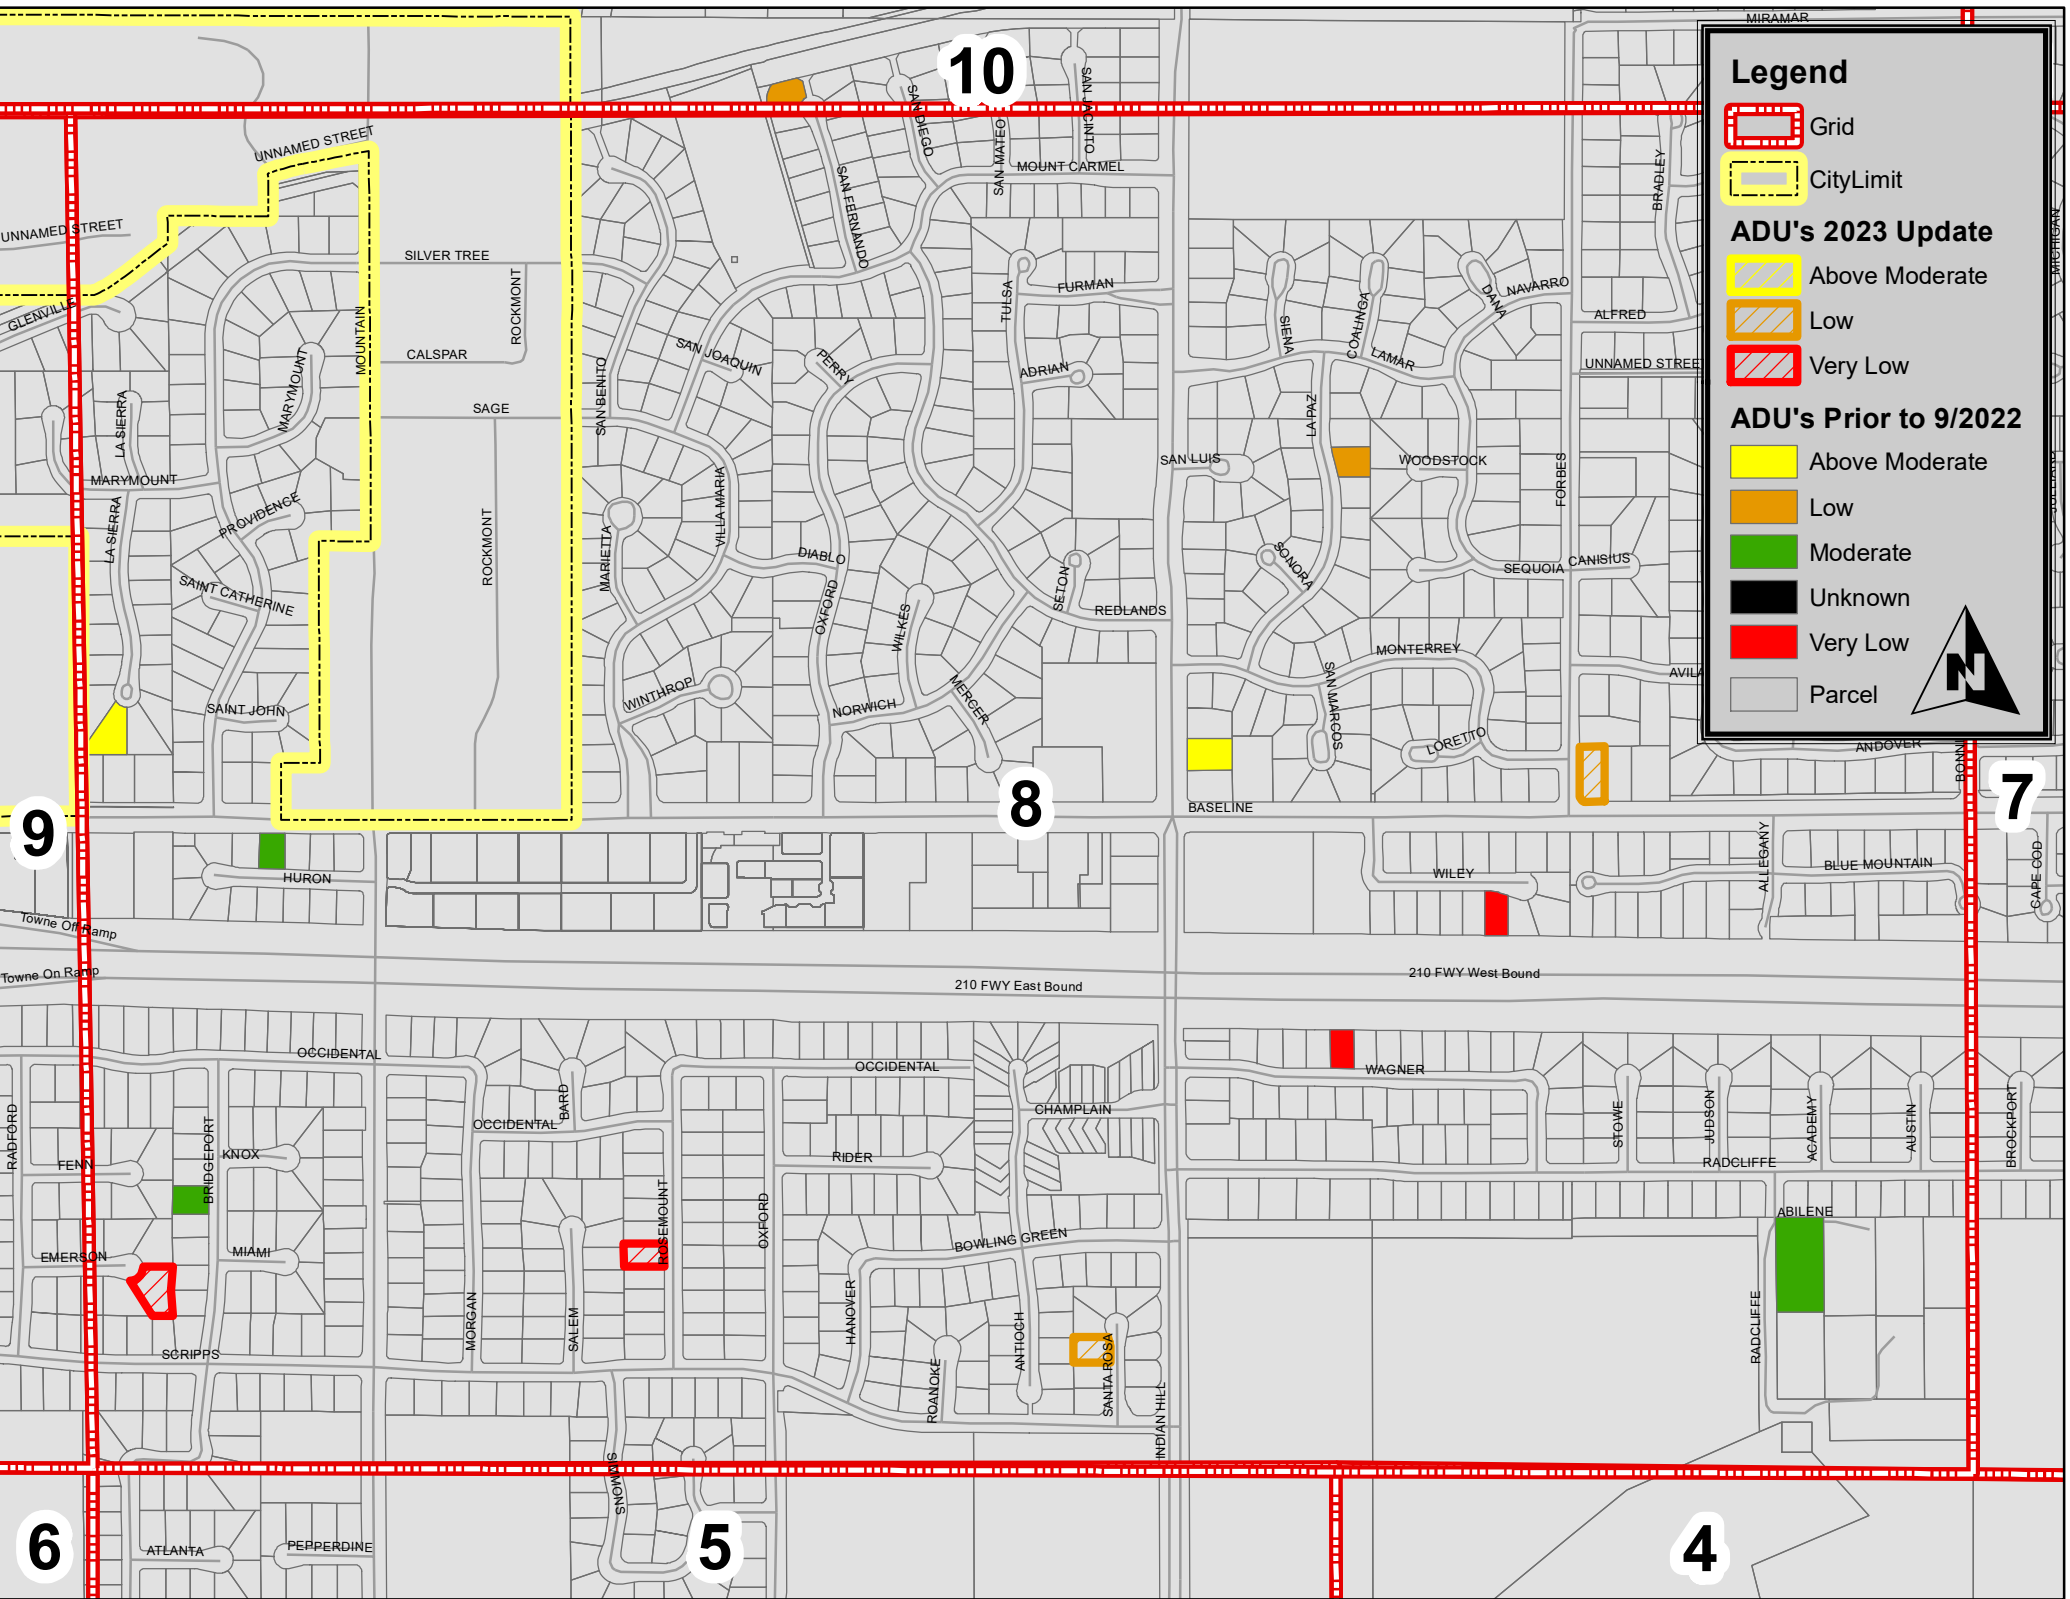 MIRAMAR
10
SAN DIEGO
SAN MATEO
SAN JACINTO
MOUNT CARMEL
SAN FERNANDO
UNNAMED STREET
UNNAMED STREET
GLENVILLE
SILVER TREE
ROCKMONT
MOUNTAIN
CALSPAR
SAGE
SAN BENITO
SAN JOAQUIN
PERRY
TULSA
FURMAN
ADRIAN
SIENA
COALINGA
DANA
NAVARRO
LAMAR
LA PAZ
ALFRED
UNNAMED STREE
BRADLEY
MICHIGAN
FORBES
MARYMOUNT
LA SIERRA
MARYMOUNT
LA SIERRA
PROVIDENCE
SAINT CATHERINE
SAINT JOHN
ROCKMONT
MARIETTA
VILLA MARIA
DIABLO
OXFORD
WILKES
WINTHROP
NORWICH
MERCER
SETON
REDLANDS
SAN LUIS
WOODSTOCK
SONORA
SEQUOIA
CANISIUS
MONTERREY
SAN MARCOS
LORETTO
AVILA
ANDOVER
BASELINE
Legend
Grid
CityLimit
ADU's 2023 Update
Above Moderate
Low
Very Low
ADU's Prior to 9/2022
Above Moderate
Low
Moderate
Unknown
Very Low
Parcel
N
9
8
7
HURON
WILEY
ALLEGANY
BLUE MOUNTAIN
CAPE COD
Towne Off Ramp
Towne On Ramp
210 FWY East Bound
210 FWY West Bound
OCCIDENTAL
OCCIDENTAL
OCCIDENTAL
BARD
CHAMPLAIN
WAGNER
STOWE
JUDSON
ACADEMY
AUSTIN
BROCKPORT
RADCLIFFE
RADFORD
FENN
BRIDGEPORT
KNOX
RIDER
ROSEMOUNT
OXFORD
EMERSON
MIAMI
BOWLING GREEN
ABILENE
MORGAN
SALEM
HANOVER
ANTIOCH
ROANOKE
SANTA ROSA
INDIAN HILL
RADCLIFFE
SCRIPPS
SIMMONS
6
ATLANTA
PEPPERDINE
5
4